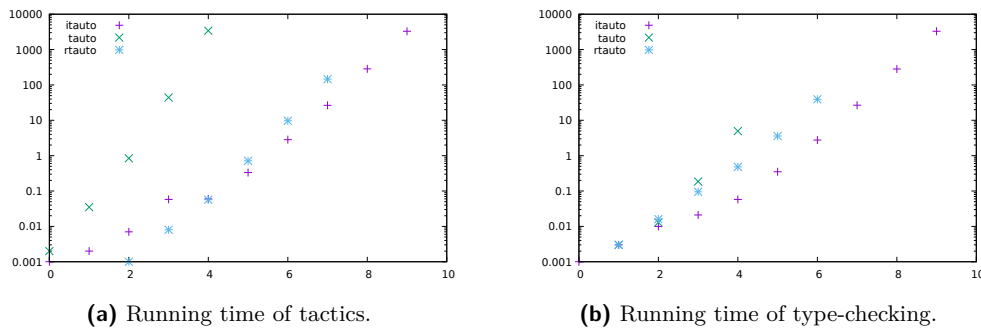 10000
1000
100
10
1
0.1
0.01
0.001
0 2 4 6 8 10
itauto
tauto
rtauto
(a) Running time of tactics.
10000
1000
100
10
1
0.1
0.01
0.001
0 2 4 6 8 10
itauto
tauto
rtauto
(b) Running time of type-checking.